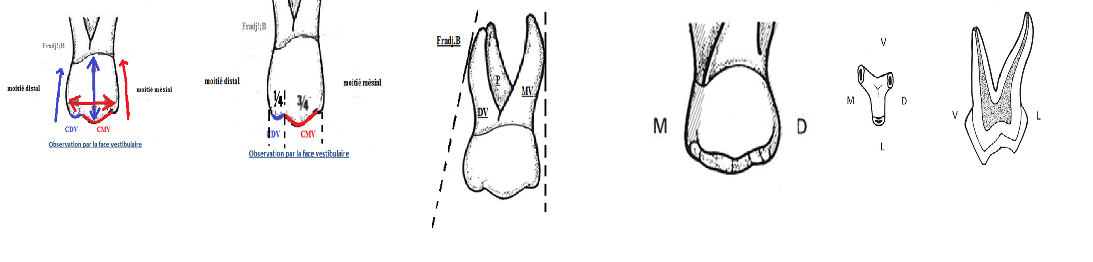 Fradj!;B
moitié distal
moitié mésial
CDV
CMV
Observation par la face vestibulaire
Fradj!;B
moitié distal
moitié mésial
¼
¾
CDV
CMV
Observation par la face vestibulaire
Fradj.B
P
DV
MV
M
D
V
M
D
L
V
L